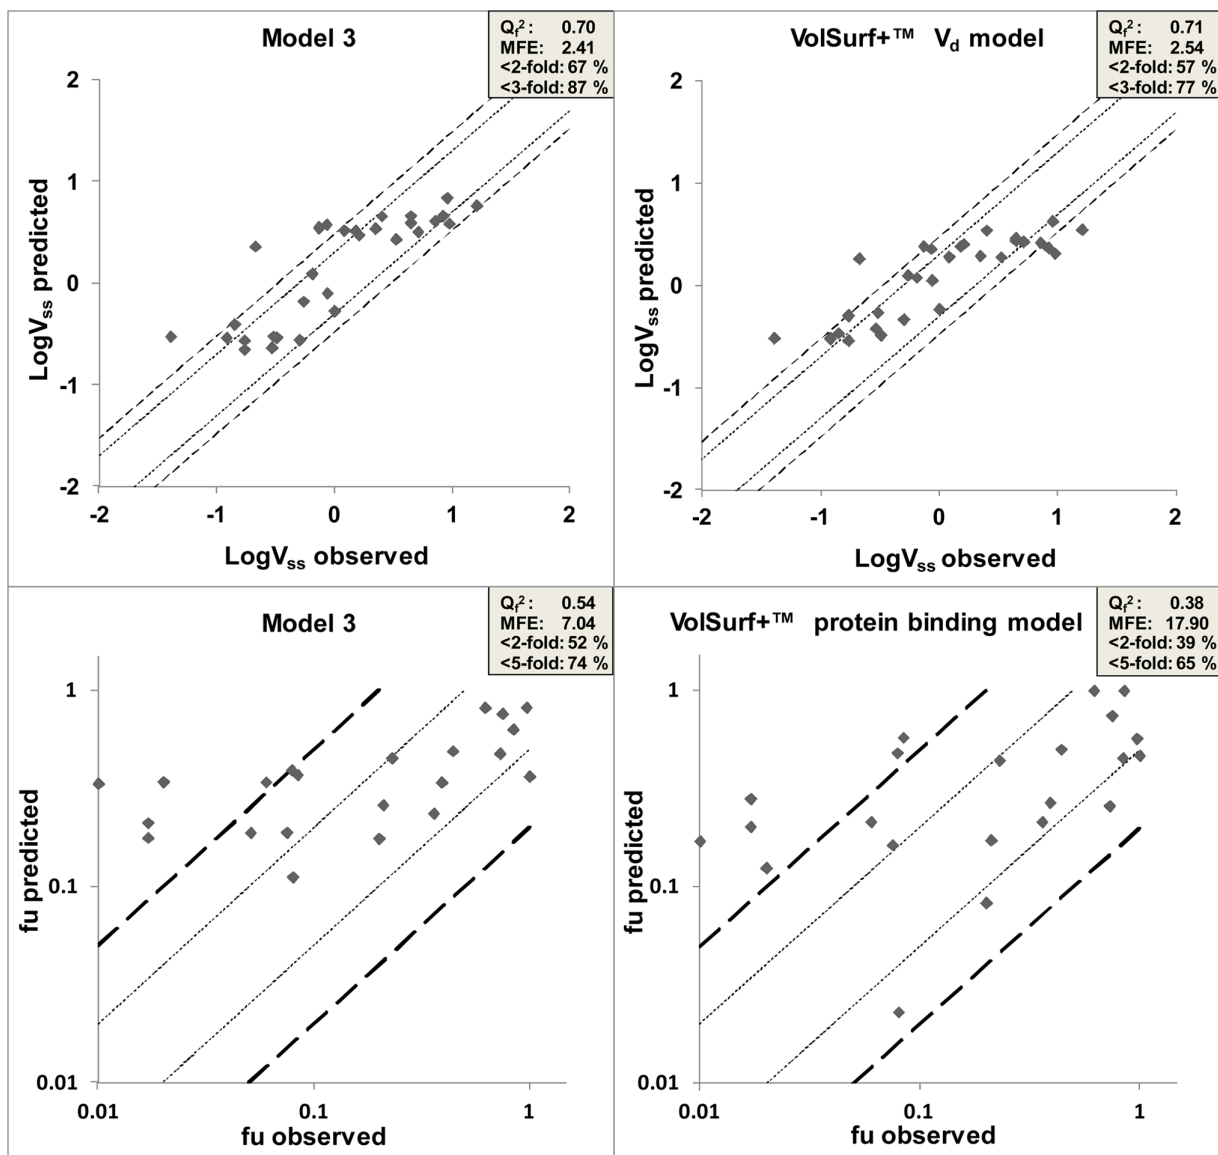 Model 3
Qf²: 0.70
MFE: 2.41
<2-fold: 67 %
<3-fold: 87 %
2
1
0
-1
-2
LogVss predicted
-2 -1 0 1 2
LogVss observed
VolSurf+™ Vd model
Qf²: 0.71
MFE: 2.54
<2-fold: 57 %
<3-fold: 77 %
2
1
0
-1
-2
LogVss predicted
-2 -1 0 1 2
LogVss observed
Model 3
Qf²: 0.54
MFE: 7.04
<2-fold: 52 %
<5-fold: 74 %
1
0.1
0.01
fu predicted
0.01 0.1 1
fu observed
VolSurf+™ protein binding model
Qf²: 0.38
MFE: 17.90
<2-fold: 39 %
<5-fold: 65 %
1
0.1
0.01
fu predicted
0.01 0.1 1
fu observed